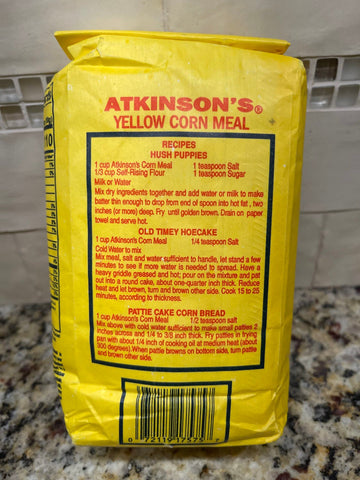 ATKINSON'S®
YELLOW CORN MEAL
RECIPES
HUSH PUPPIES
1 cup Atkinson's Corn Meal 1 teaspoon Salt
1/3 cup Self-Rising Flour 1 teaspoon Sugar
Milk or Water
Mix dry ingredients together and add water or milk to make
batter thin enough to drop from end of spoon into hot fat, two
inches (or more) deep. Fry until golden brown. Drain on paper
towel and serve hot.
OLD TIMEY HOECAKE
1 cup Atkinson's Corn Meal 1/4 teaspoon Salt
Cold Water to mix
Mix meal, salt and water sufficient to handle, let stand a few
minutes to see if more water is needed to spread. Have a
heavy griddle greased and hot; pour on the mixture and pat
out into a round cake, about one-quarter inch thick. Reduce
heat and let brown, turn and brown other side. Cook 15 to 25
minutes, according to thickness.
PATTIE CAKE CORN BREAD
1 cup Atkinson's Corn Meal 1/2 teaspoon salt
Mix above with cold water sufficient to make small patties 2
inches across and 1/4 to 3/8 inch thick. Fry patties in frying
pan with about 1/4 inch of cooking oil at medium heat (about
300 degrees). When pattie browns on bottom side, turn pattie
and brown other side.